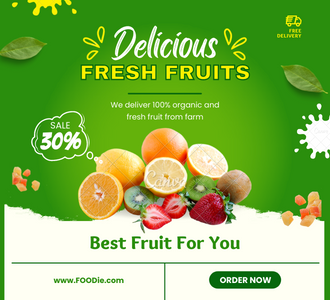 Delicious
FRESH FRUITS
FREE
DELIVERY
We deliver 100% organic and
fresh fruit from farm
SALE
30%
Canva
Best Fruit For You
www.FOODie.com
ORDER NOW